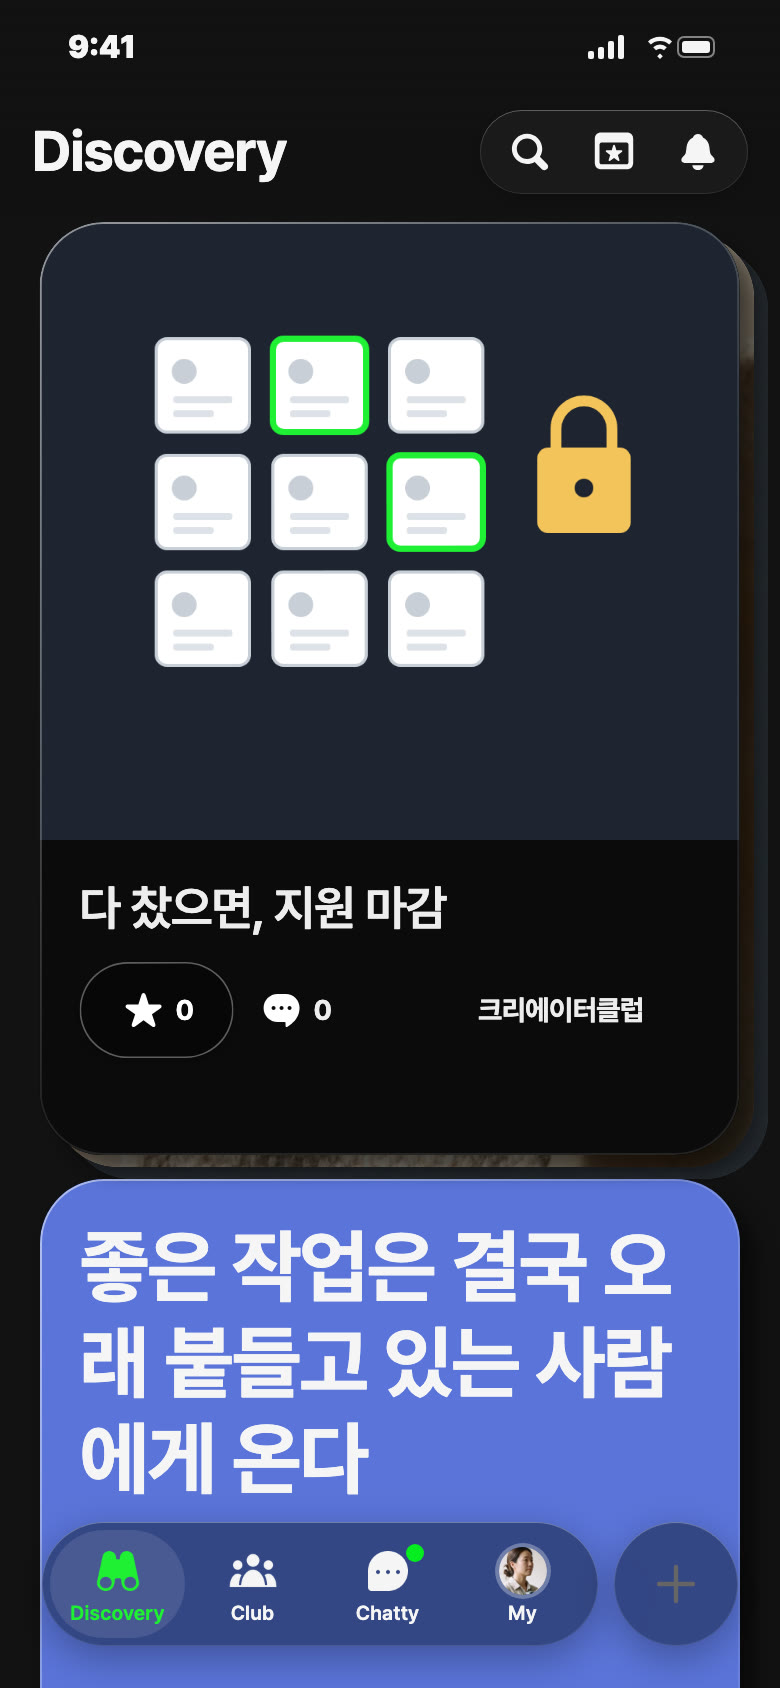 9:41
Discovery
다 찼으면, 지원 마감
0 0 크리에이터클럽
좋은 작업은 결국 오
래 붙들고 있는 사람
에게 온다
Discovery Club Chatty My